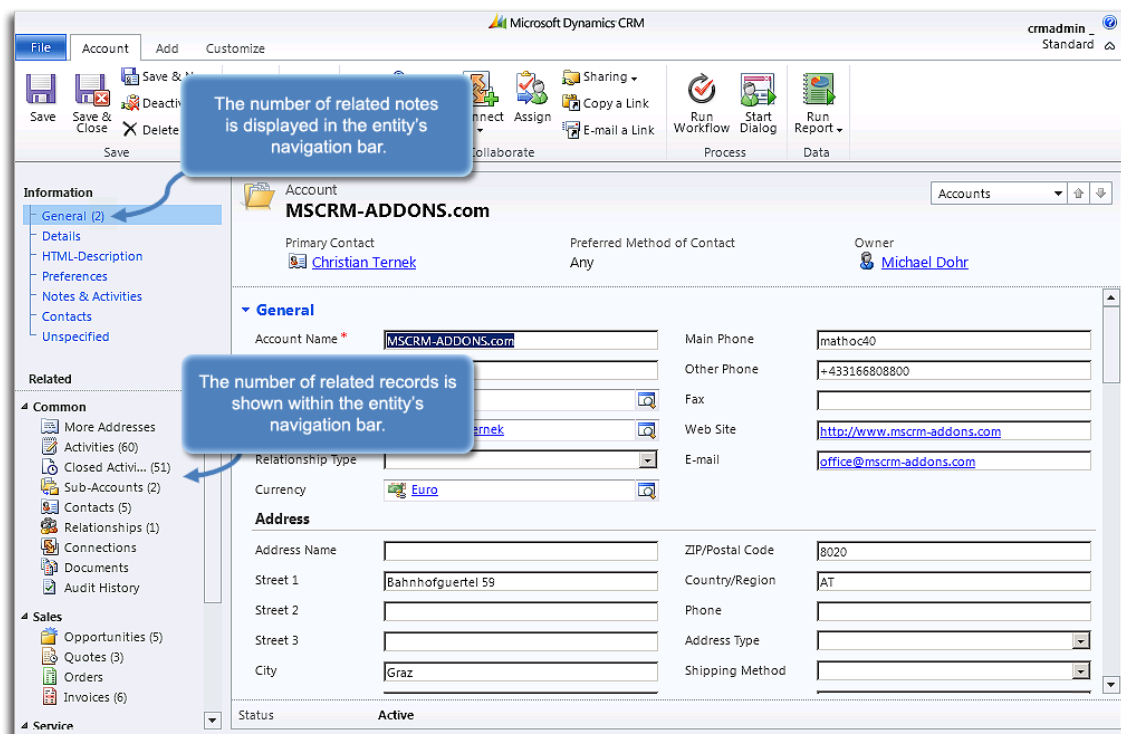 Microsoft Dynamics CRM
crmadmin _
Standard
File Account Add Customize
Save
Save & Close
Save &
Deactiv
Delete
Save
nnect
Assign
Sharing
Copy a Link
E-mail a Link
Collaborate
Run Workflow
Start Dialog
Process
Run Report
Data
The number of related notes
is displayed in the entity's
navigation bar.
Information
General (2)
Details
HTML-Description
Preferences
Notes & Activities
Contacts
Unspecified
Related
Common
More Addresses
Activities (60)
Closed Activi... (51)
Sub-Accounts (2)
Contacts (5)
Relationships (1)
Connections
Documents
Audit History
Sales
Opportunities (5)
Quotes (3)
Orders
Invoices (6)
Service
The number of related records is
shown within the entity's
navigation bar.
Account
MSCRM-ADDONS.com
Accounts
Primary Contact
Christian Ternek
Preferred Method of Contact
Any
Owner
Michael Dohr
General
Account Name * MSCRM-ADDONS.com
Main Phone mathoc40
Other Phone +433166808800
Fax
ernek
Web Site http://www.mscrm-addons.com
Relationship Type
E-mail office@mscrm-addons.com
Currency Euro
Address
Address Name
ZIP/Postal Code 8020
Street 1 Bahnhofguertel 59
Country/Region AT
Street 2
Phone
Street 3
Address Type
City Graz
Shipping Method
Status Active